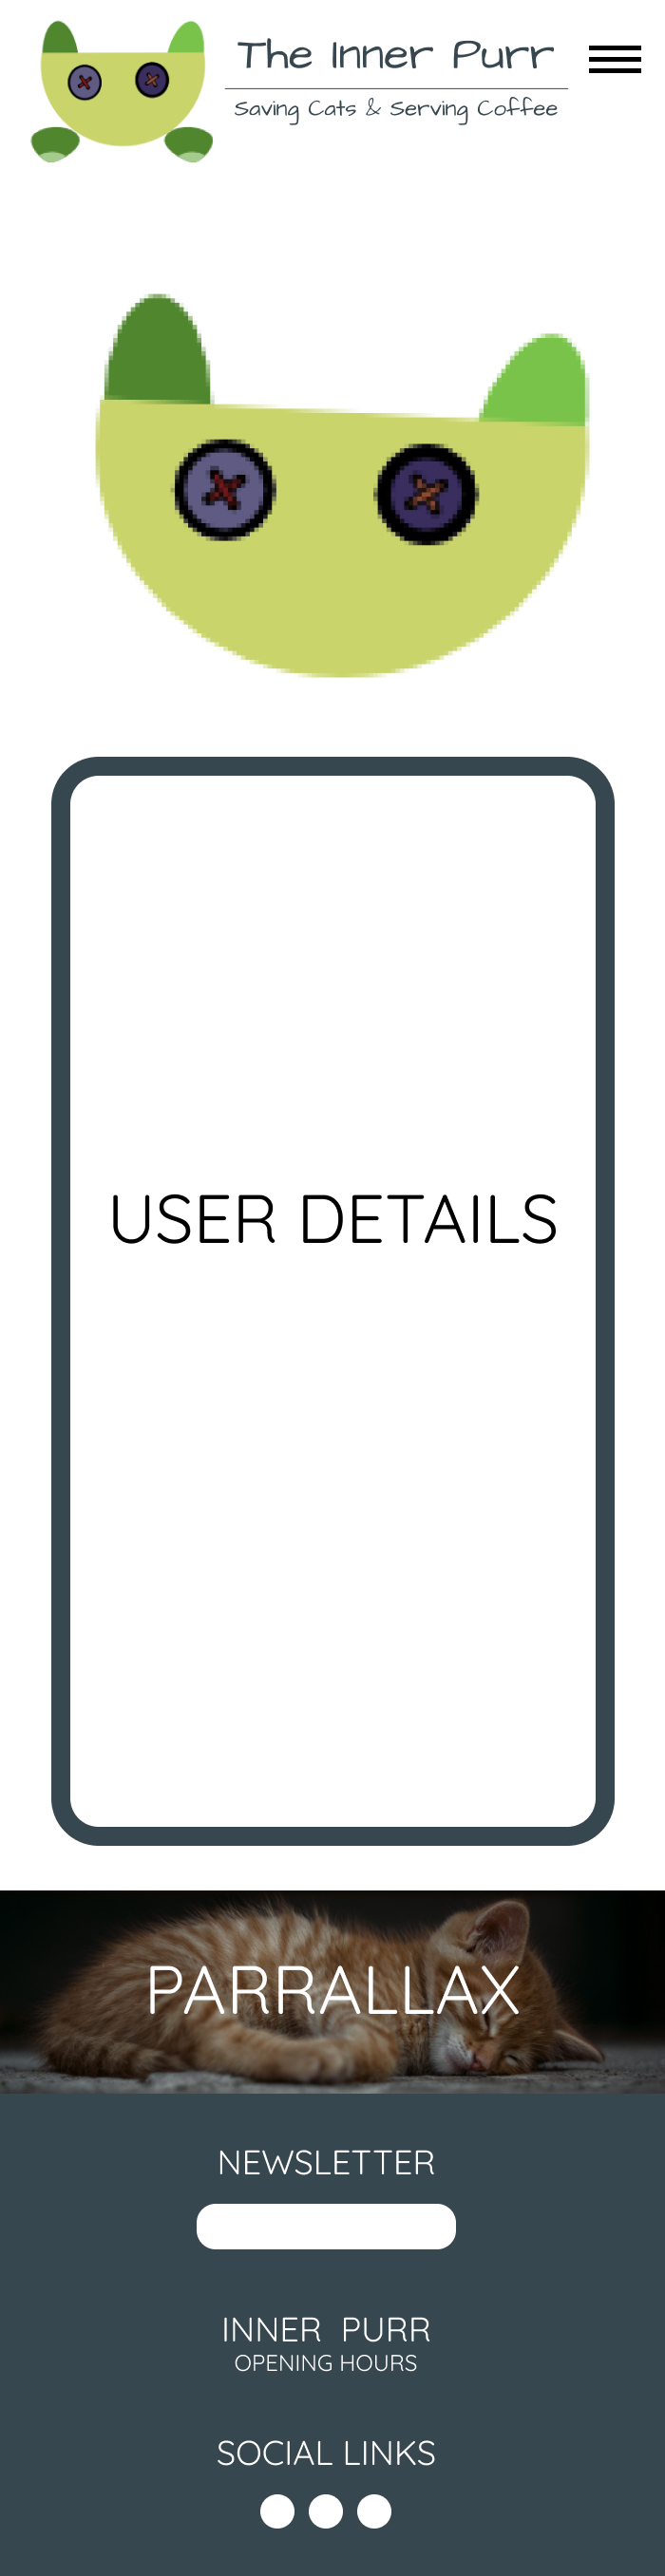 The Inner Purr
Saving Cats & Serving Coffee
USER DETAILS
PARRALLAX
NEWSLETTER
INNER PURR
OPENING HOURS
SOCIAL LINKS